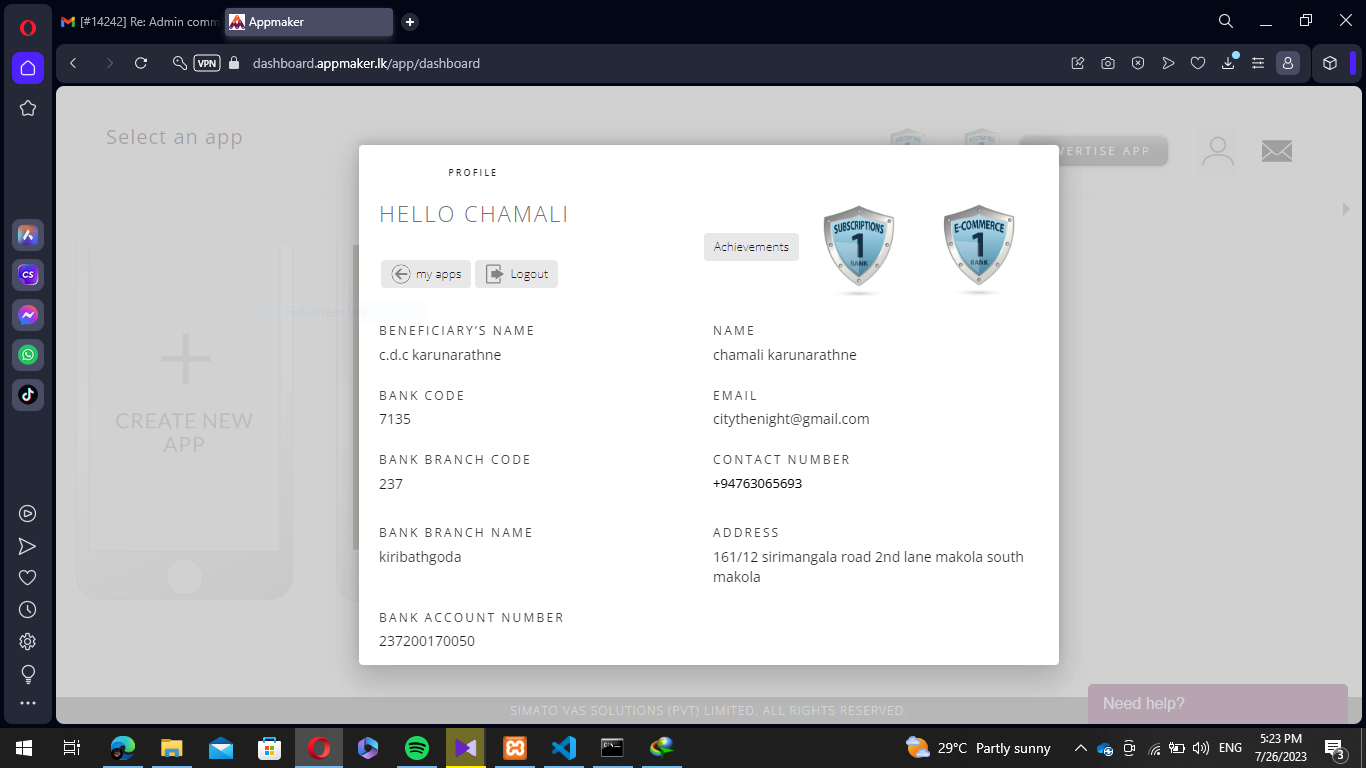 [#14242] Re: Admin comm
Appmaker
VPN
dashboard.appmaker.lk/app/dashboard
Select an app
VERTISE APP
PROFILE
HELLO CHAMALI
Achievements
SUBSCRIPTIONS
1
RANK
E-COMMERCE
1
RANK
my apps
Logout
BENEFICIARY'S NAME
c.d.c karunarathne
NAME
chamali karunarathne
BANK CODE
7135
EMAIL
citythenight@gmail.com
BANK BRANCH CODE
237
CONTACT NUMBER
+94763065693
BANK BRANCH NAME
kiribathgoda
ADDRESS
161/12 sirimangala road 2nd lane makola south
makola
BANK ACCOUNT NUMBER
237200170050
CREATE NEW
APP
CS
SIMATO VAS SOLUTIONS (PVT) LIMITED. ALL RIGHTS RESERVED.
Need help?
29°C Partly sunny
ENG
5:23 PM
7/26/2023
3